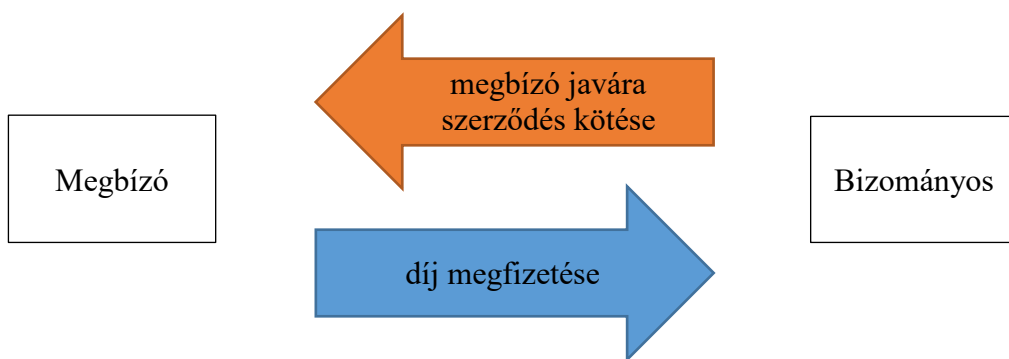 megbízó javára
szerződés kötése
Megbízó
Bizományos
díj megfizetése